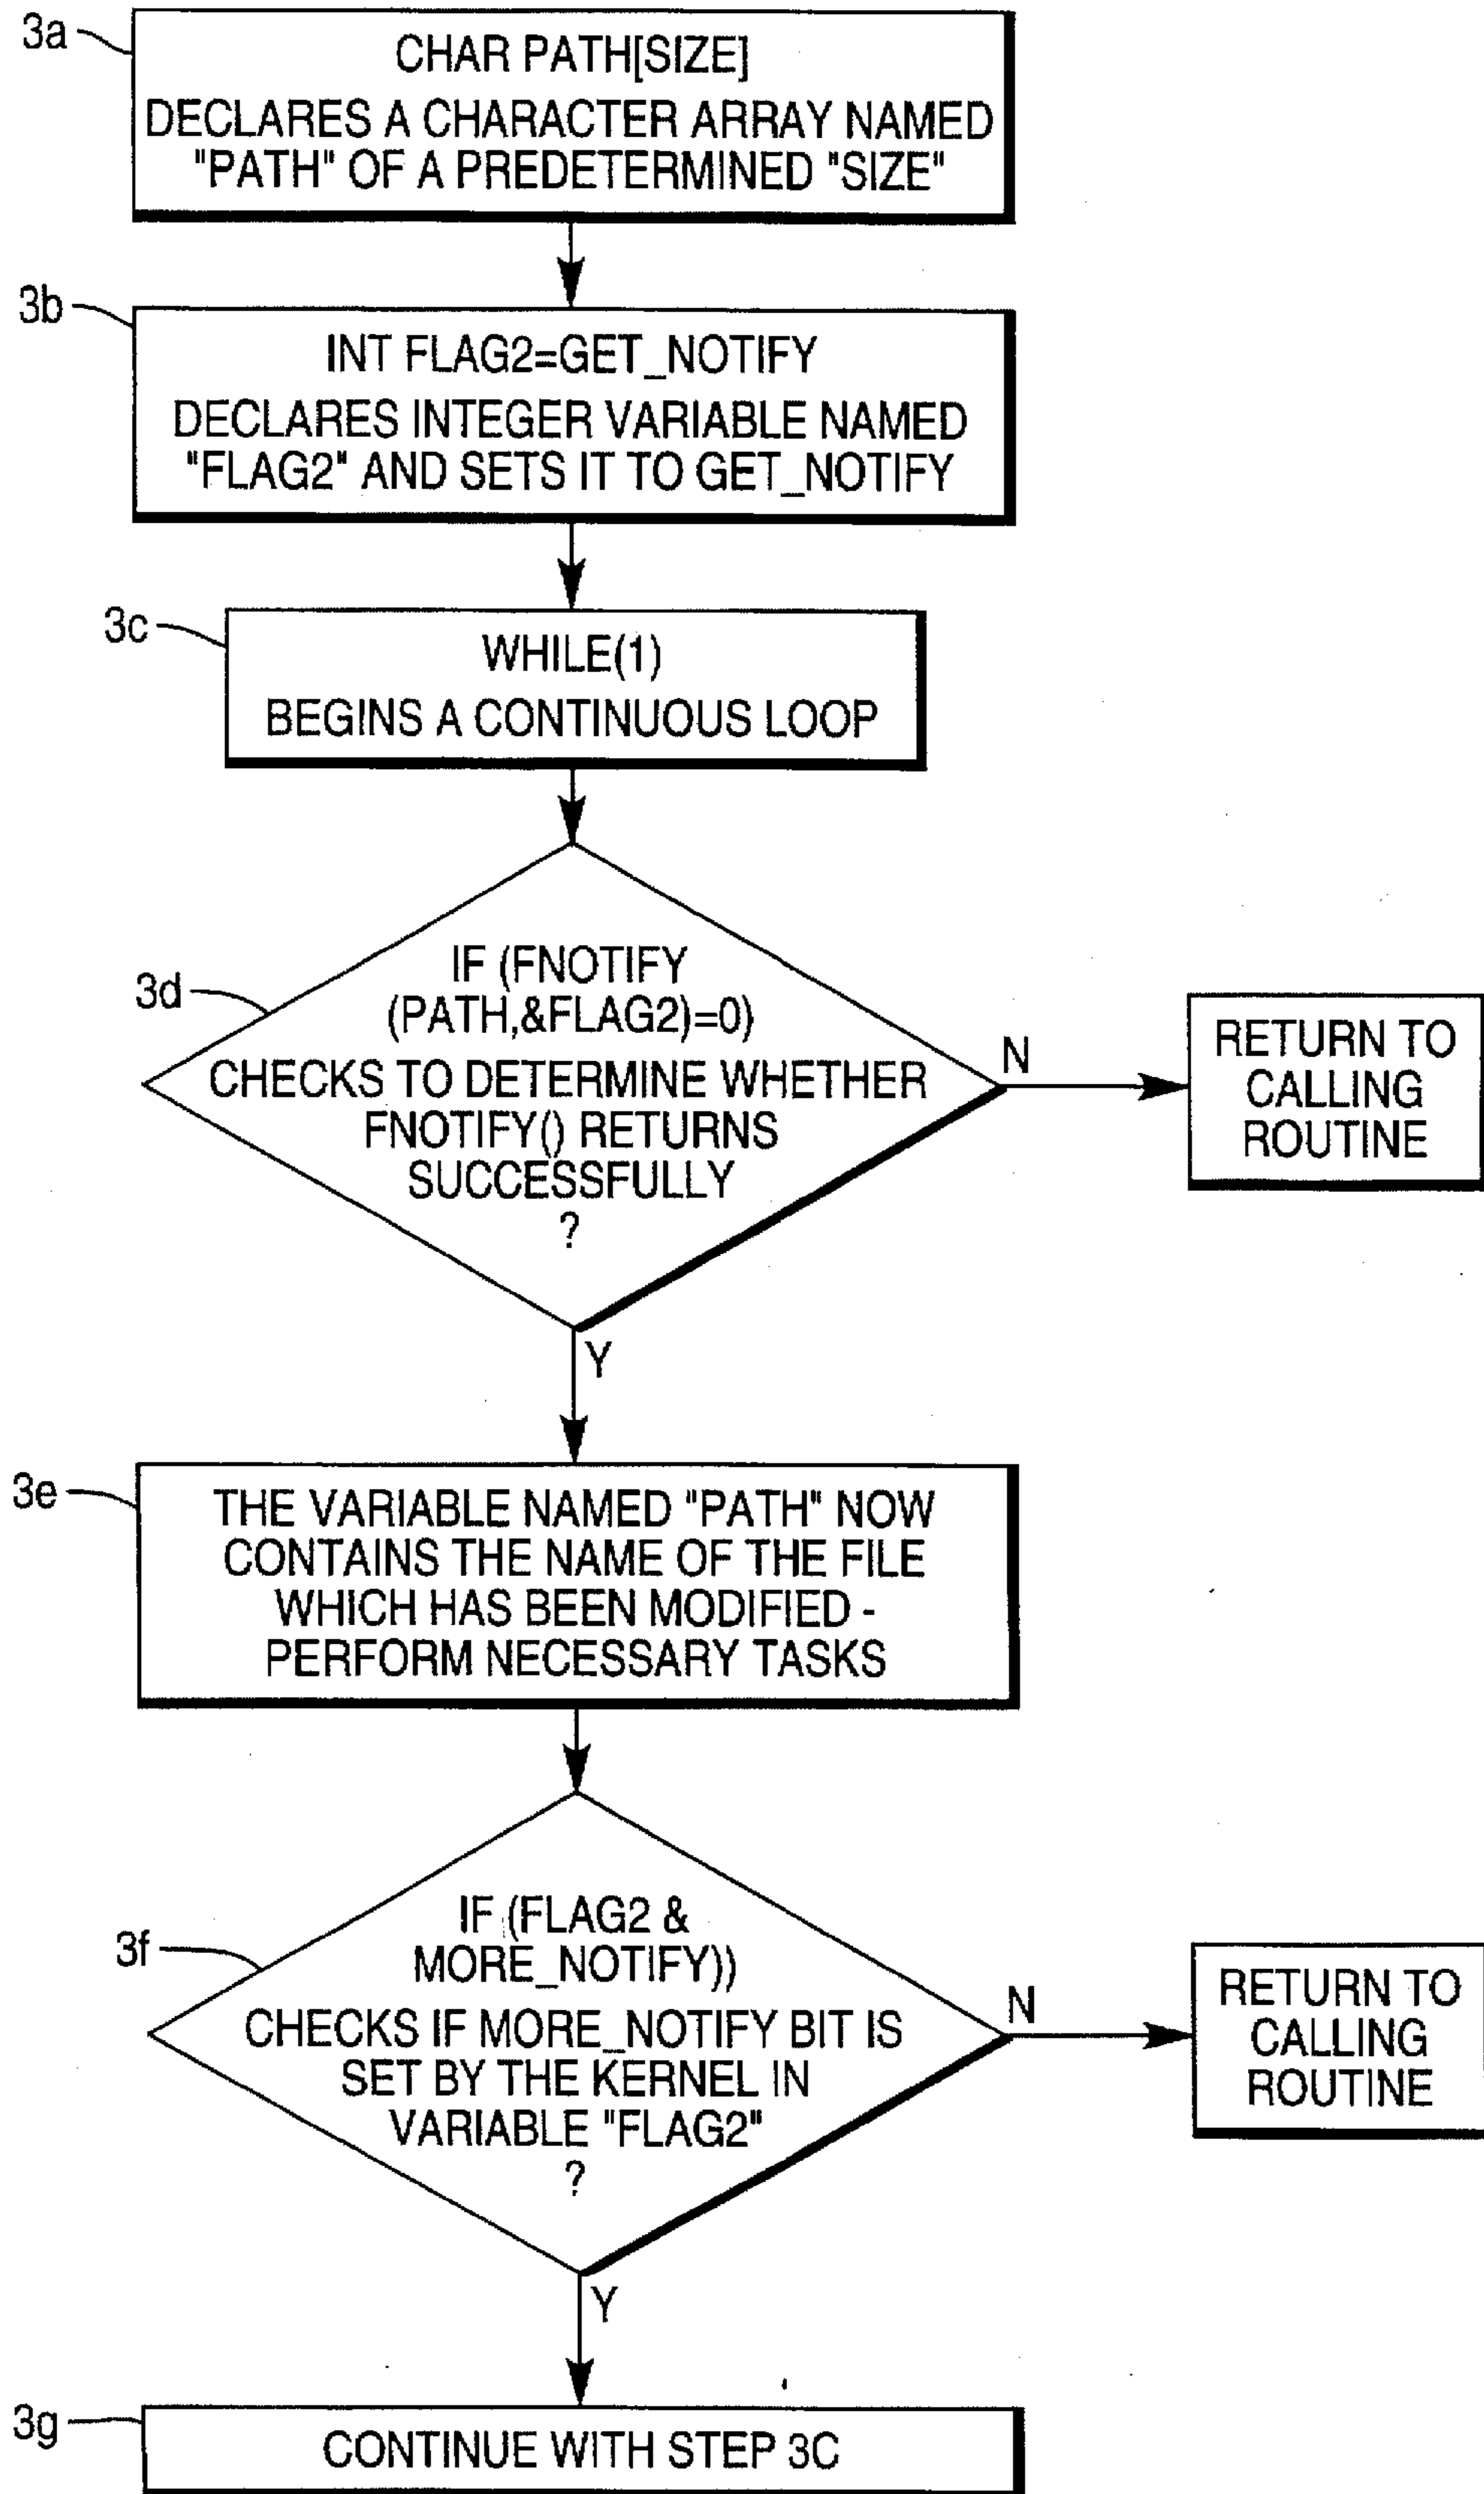 3a
CHAR PATH[SIZE]
DECLARES A CHARACTER ARRAY NAMED
"PATH" OF A PREDETERMINED "SIZE"
3b
INT FLAG2=GET_NOTIFY
DECLARES INTEGER VARIABLE NAMED
"FLAG2" AND SETS IT TO GET_NOTIFY
3c
WHILE(1)
BEGINS A CONTINUOUS LOOP
3d
IF (FNOTIFY
(PATH,&FLAG2)=0)
CHECKS TO DETERMINE WHETHER
FNOTIFY() RETURNS
SUCCESSFULLY
?
N
RETURN TO
CALLING
ROUTINE
Y
3e
THE VARIABLE NAMED "PATH" NOW
CONTAINS THE NAME OF THE FILE
WHICH HAS BEEN MODIFIED -
PERFORM NECESSARY TASKS
3f
IF (FLAG2 &
MORE_NOTIFY))
CHECKS IF MORE_NOTIFY BIT IS
SET BY THE KERNEL IN
VARIABLE "FLAG2"
?
N
RETURN TO
CALLING
ROUTINE
Y
3g
CONTINUE WITH STEP 3C